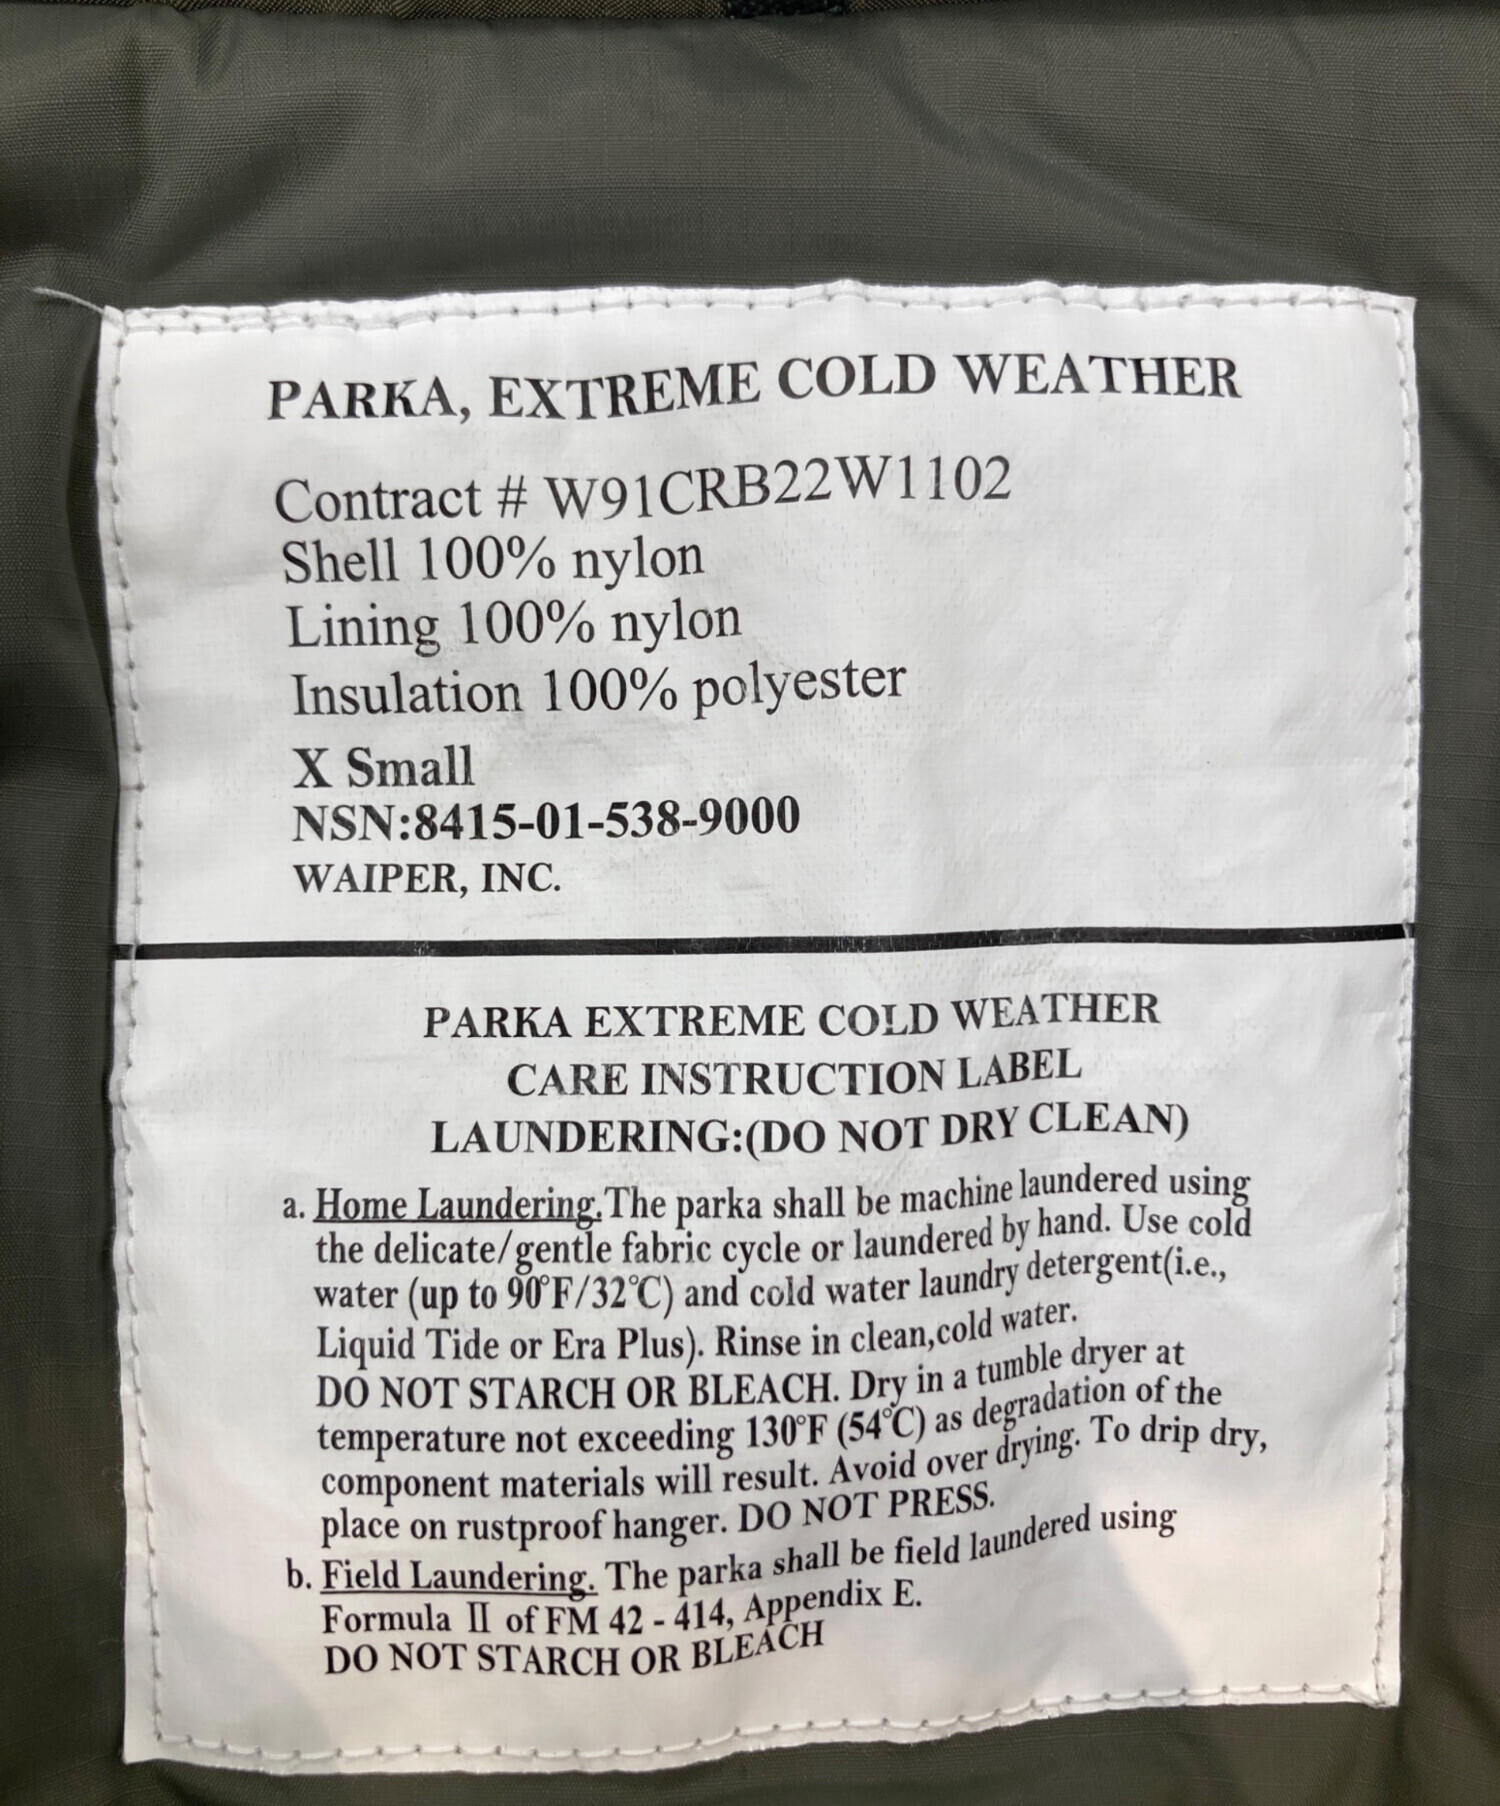 PARKA, EXTREME COLD WEATHER
Contract # W91CRB22W1102
Shell 100% nylon
Lining 100% nylon
Insulation 100% polyester
X Small
NSN:8415-01-538-9000
WAIPER, INC.
PARKA EXTREME COLD WEATHER
CARE INSTRUCTION LABEL
LAUNDERING:(DO NOT DRY CLEAN)
a. Home Laundering.The parka shall be machine laundered using
the delicate/gentle fabric cycle or laundered by hand. Use cold
water (up to 90°F/32℃) and cold water laundry detergent(i.e.,
Liquid Tide or Era Plus). Rinse in clean,cold water.
DO NOT STARCH OR BLEACH. Dry in a tumble dryer at
temperature not exceeding 130°F (54℃) as degradation of the
component materials will result. Avoid over drying. To drip dry,
place on rustproof hanger. DO NOT PRESS.
b. Field Laundering. The parka shall be field laundered using
Formula Ⅱ of FM 42 - 414, Appendix E.
DO NOT STARCH OR BLEACH